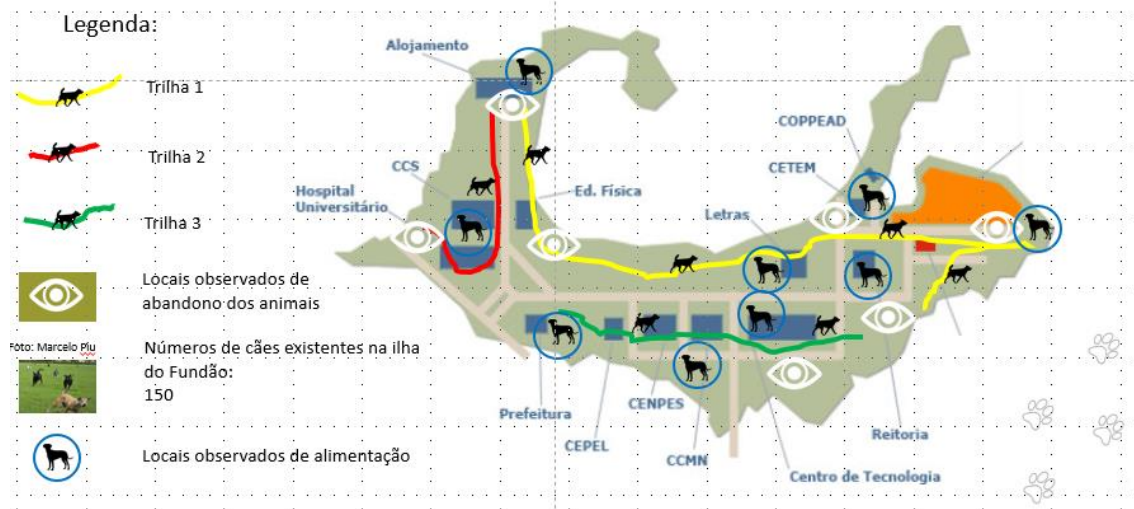 Legenda:
Trilha 1
Trilha 2
Trilha 3
Locais observados de
abandono dos animais
Fóto: Marcelo Piu
Números de cães existentes na ilha
do Fundão:
150
Locais observados de alimentação
Alojamento
CCS
Hospital
Universitário
Ed. Física
COPPEAD
CETEM
Letras
Prefeitura
CEPEL
CENPES
CCMN
Centro de Tecnologia
Reitoria